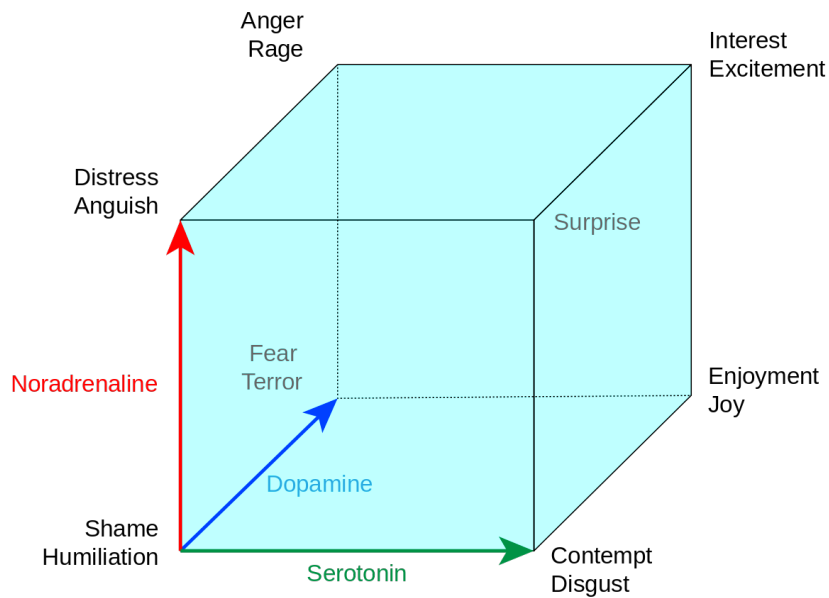 Anger
Rage
Interest
Excitement
Distress
Anguish
Surprise
Fear
Terror
Noradrenaline
Enjoyment
Joy
Dopamine
Shame
Humiliation
Contempt
Disgust
Serotonin